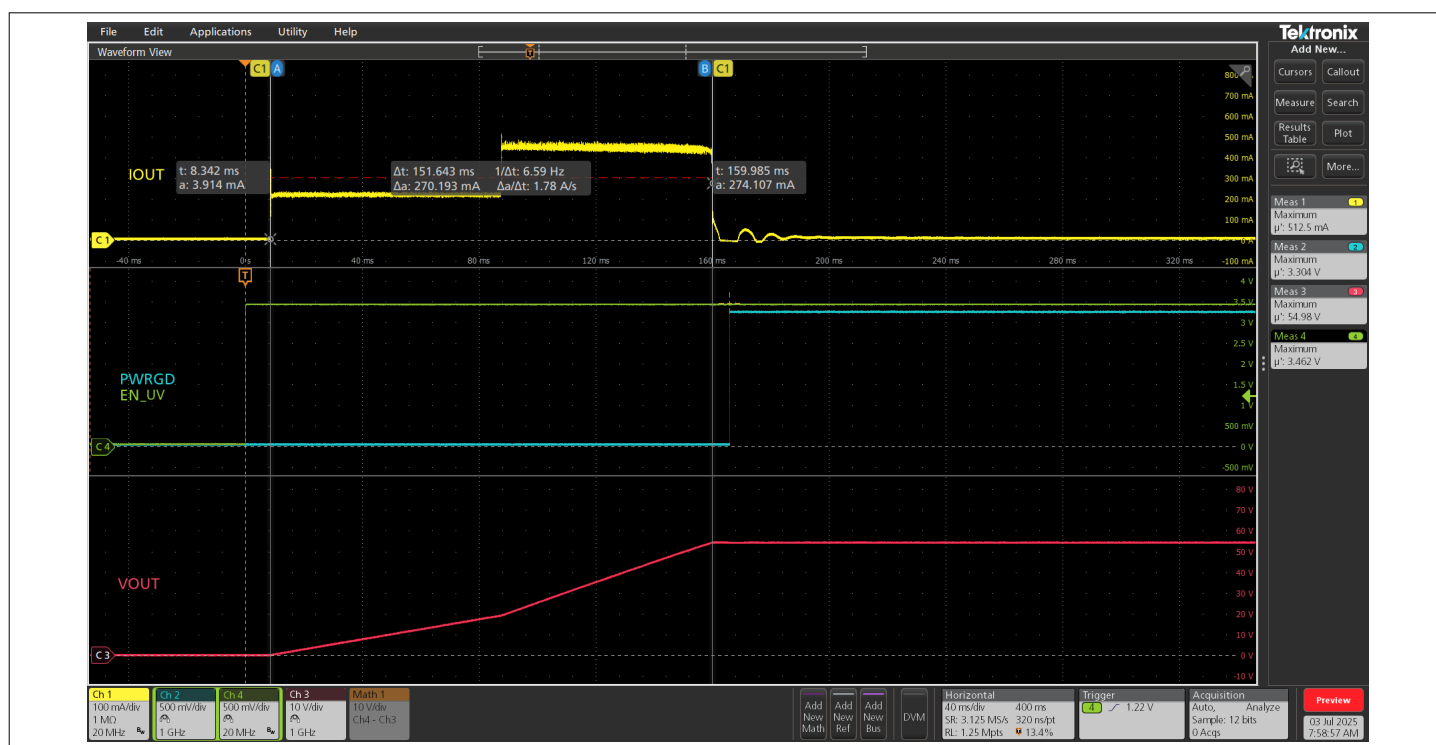 File Edit Applications Utility Help
Tektronix
Waveform View
Add New...
C1 A
B C1
Cursors Callout
Measure Search
Results Table Plot
More...
700 mA
600 mA
500 mA
400 mA
300 mA
200 mA
100 mA
0 A
-100 mA
IOUT
t: 8.342 ms
a: 3.914 mA
Δt: 151.643 ms 1/Δt: 6.59 Hz
Δa: 270.193 mA Δa/Δt: 1.78 A/s
t: 159.985 ms
a: 274.107 mA
C1
-40 ms 0 s 40 ms 80 ms 120 ms 160 ms 200 ms 240 ms 280 ms 320 ms
T
T
Meas 1 1
Maximum
µ': 512.5 mA
Meas 2 2
Maximum
µ': 3.304 V
Meas 3 3
Maximum
µ': 54.98 V
Meas 4 4
Maximum
µ': 3.462 V
4 V
3.5 V
3 V
2.5 V
2 V
1.5 V
1 V
500 mV
0 V
-500 mV
PWRGD
EN_UV
C4
80 V
70 V
60 V
50 V
40 V
30 V
20 V
10 V
0 V
-10 V
VOUT
C3
Ch 1
100 mA/div
1 MΩ
20 MHz Bw
Ch 2
500 mV/div
1 GHz
Ch 4
500 mV/div
20 MHz Bw
Ch 3
10 V/div
1 GHz
Math 1
10 V/div
Ch4 - Ch3
Add New Math
Add New Ref
Add New Bus
DVM
Horizontal
40 ms/div 400 ms
SR: 3.125 MS/s 320 ns/pt
RL: 1.25 Mpts 13.4%
Trigger
4 1.22 V
Acquisition
Auto, Analyze
Sample: 12 bits
0 Acqs
Preview
03 Jul 2025
7:58:57 AM